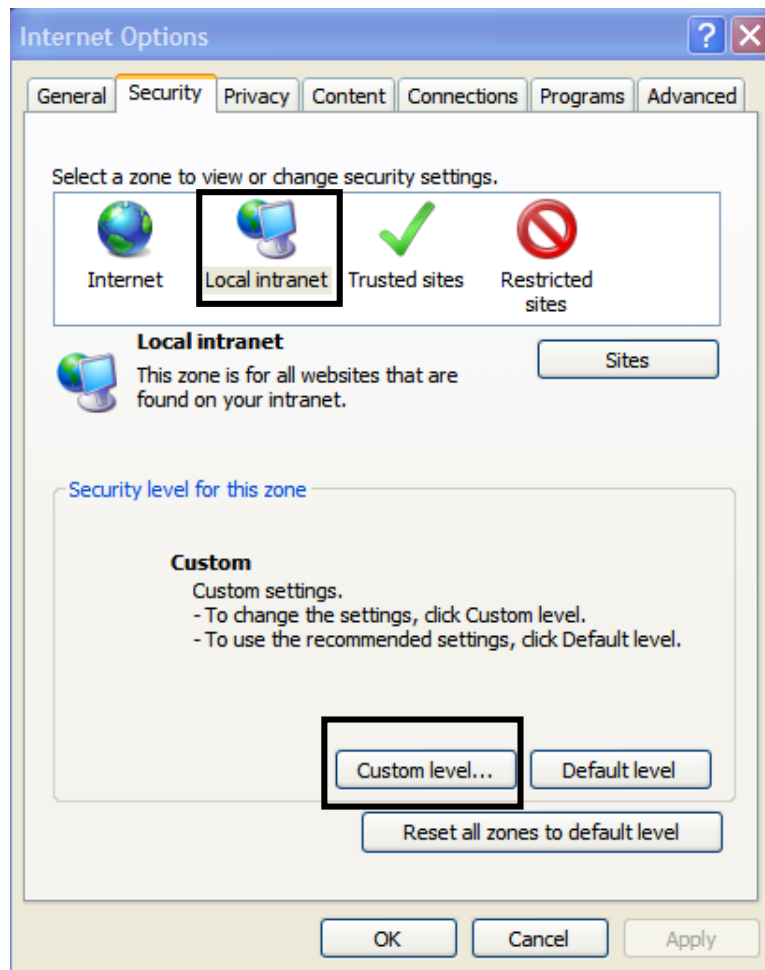 Internet Options
General Security Privacy Content Connections Programs Advanced
Select a zone to view or change security settings.
Internet Local intranet Trusted sites Restricted sites
Local intranet
This zone is for all websites that are
found on your intranet.
Sites
Security level for this zone
Custom
Custom settings.
- To change the settings, click Custom level.
- To use the recommended settings, click Default level.
Custom level... Default level
Reset all zones to default level
OK Cancel Apply